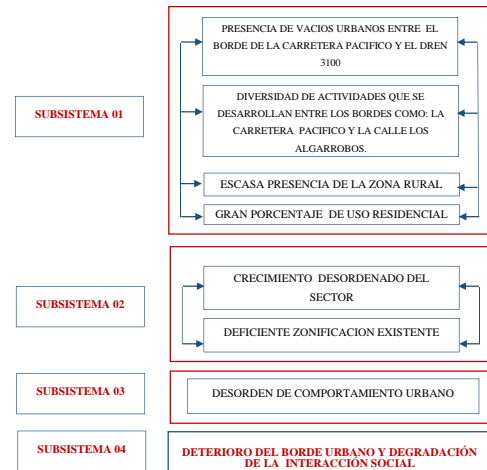 PRESENCIA DE VACIOS URBANOS ENTRE EL
BORDE DE LA CARRETERA PACIFICO Y EL DREN
3100
SUBSISTEMA 01
DIVERSIDAD DE ACTIVIDADES QUE SE
DESARROLLAN ENTRE LOS BORDES COMO: LA
CARRETERA PACIFICO Y LA CALLE LOS
ALGARROBOS.
ESCASA PRESENCIA DE LA ZONA RURAL
GRAN PORCENTAJE DE USO RESIDENCIAL
SUBSISTEMA 02
CRECIMIENTO DESORDENADO DEL
SECTOR
DEFICIENTE ZONIFICACION EXISTENTE
SUBSISTEMA 03
DESORDEN DE COMPORTAMIENTO URBANO
SUBSISTEMA 04
DETERIORO DEL BORDE URBANO Y DEGRADACIÓN
DE LA INTERACCIÓN SOCIAL